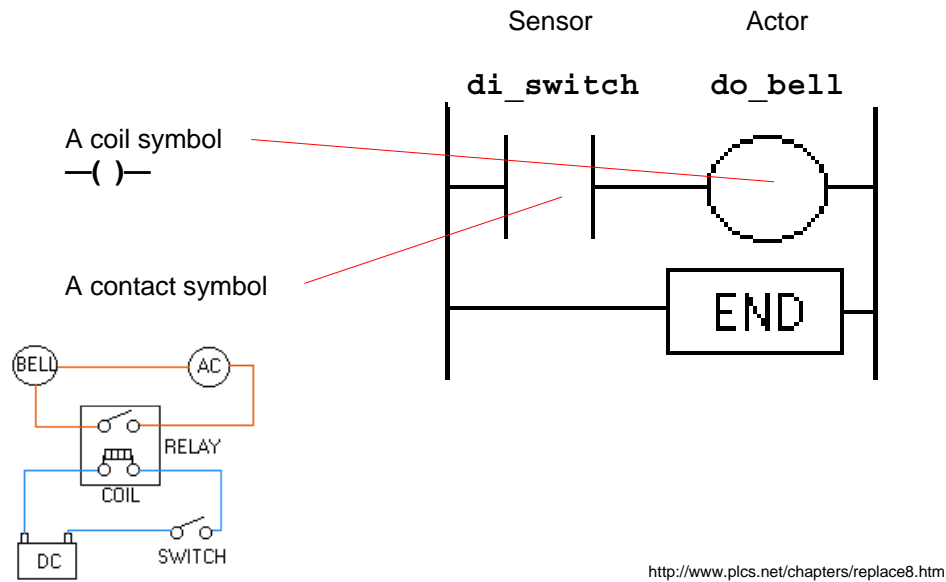 Sensor Actor
di_switch do_bell
A coil symbol
—( )—
A contact symbol
END
BELL AC
RELAY
COIL
SWITCH
DC
http://www.plcs.net/chapters/replace8.htm